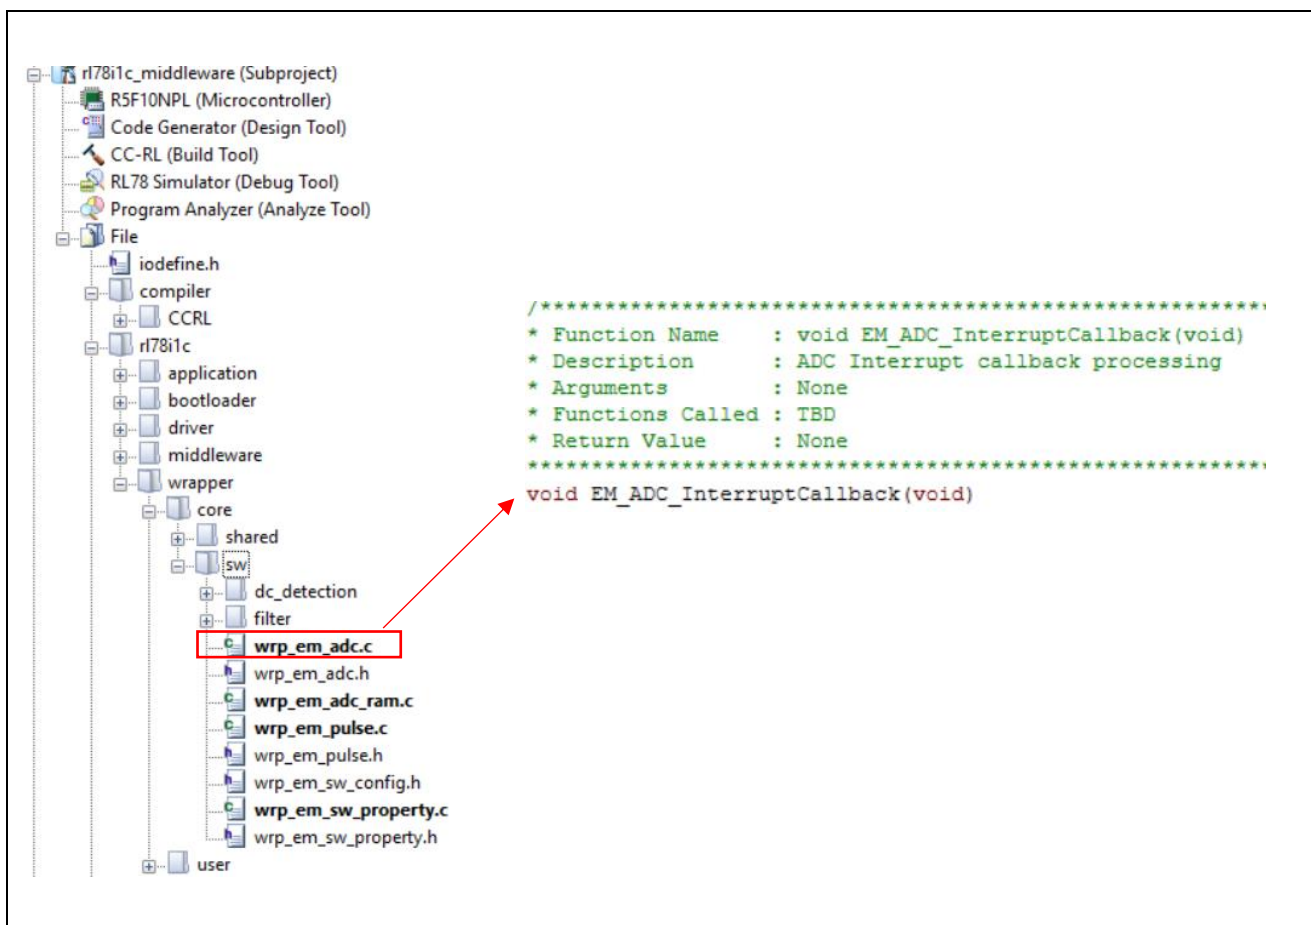 rl78i1c_middleware (Subproject)
R5F10NPL (Microcontroller)
Code Generator (Design Tool)
CC-RL (Build Tool)
RL78 Simulator (Debug Tool)
Program Analyzer (Analyze Tool)
File
iodefine.h
compiler
CCRL
rl78i1c
application
bootloader
driver
middleware
wrapper
core
shared
sw
dc_detection
filter
wrp_em_adc.c
wrp_em_adc.h
wrp_em_adc_ram.c
wrp_em_pulse.c
wrp_em_pulse.h
wrp_em_sw_config.h
wrp_em_sw_property.c
wrp_em_sw_property.h
user
/**********************************************************
* Function Name    : void EM_ADC_InterruptCallback(void)
* Description      : ADC Interrupt callback processing
* Arguments        : None
* Functions Called : TBD
* Return Value     : None
***********************************************************
void EM_ADC_InterruptCallback(void)